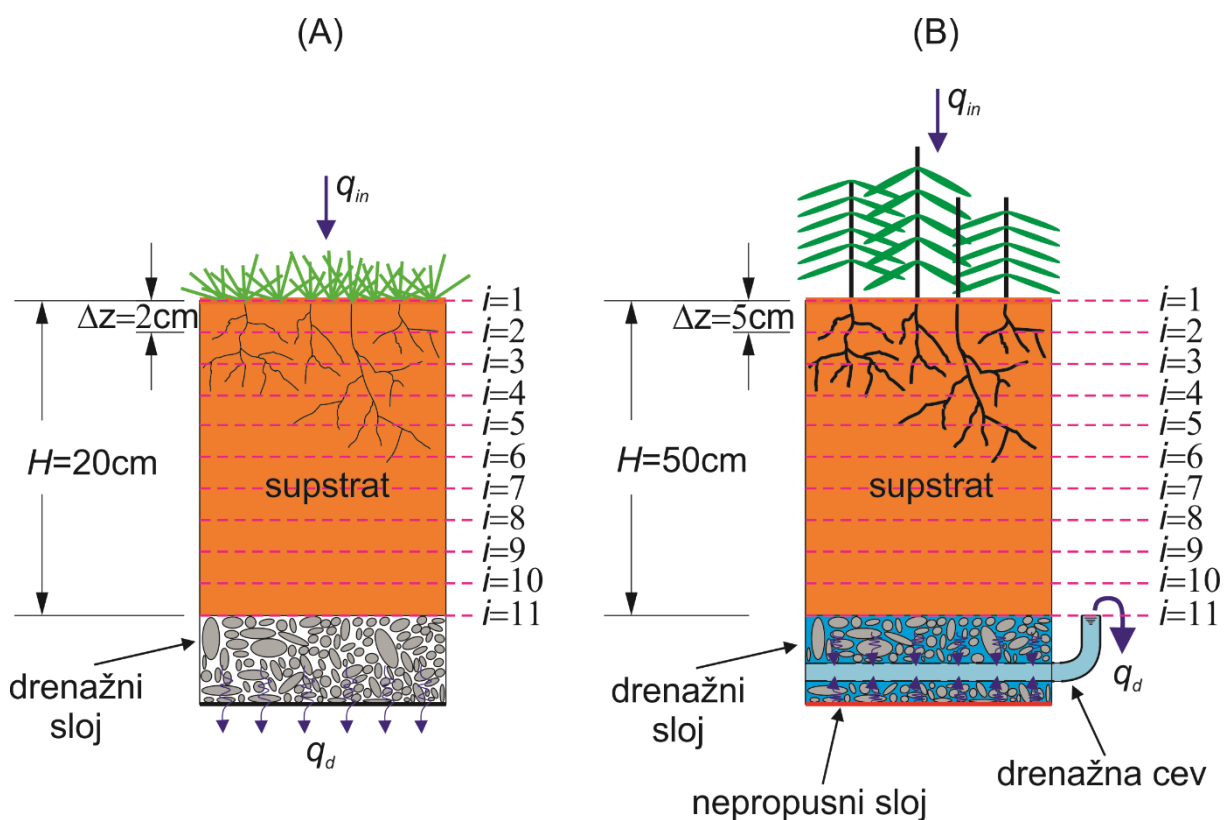 (A)
q_in
Δz=2cm
H=20cm
supstrat
i=1
i=2
i=3
i=4
i=5
i=6
i=7
i=8
i=9
i=10
i=11
drenažni
sloj
q_d
(B)
q_in
Δz=5cm
H=50cm
supstrat
i=1
i=2
i=3
i=4
i=5
i=6
i=7
i=8
i=9
i=10
i=11
drenažni
sloj
q_d
nepropusni sloj
drenažna cev